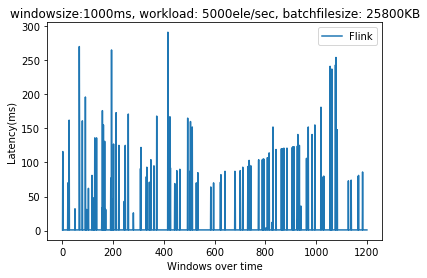 windowsize:1000ms, workload: 5000ele/sec, batchfilesize: 25800KB
Flink
Latency(ms)
300
250
200
150
100
50
0
0 200 400 600 800 1000 1200
Windows over time